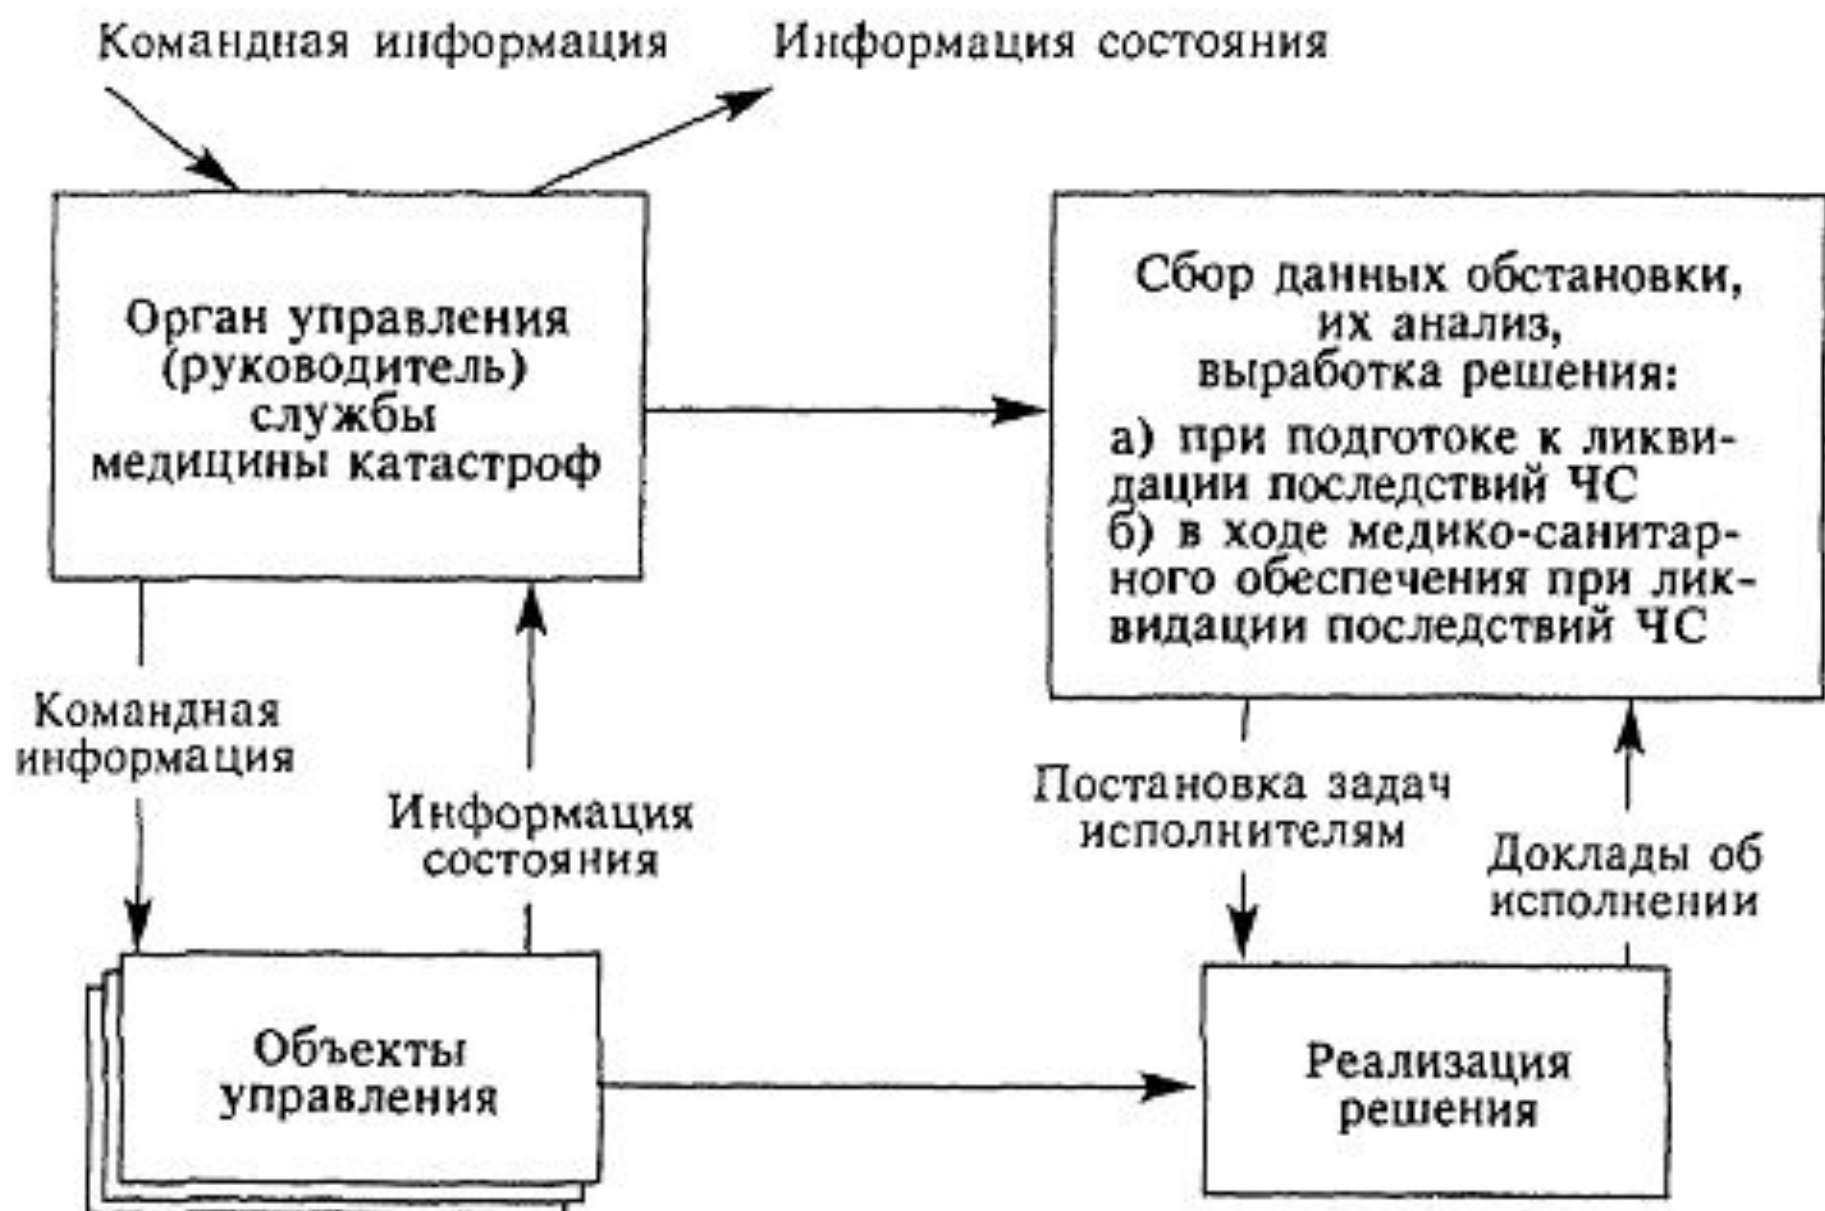 Командная информация
Информация состояния
Орган управления
(руководитель)
службы
медицины катастроф
Сбор данных обстановки,
их анализ,
выработка решения:
а) при подготоке к ликви-
дации последствий ЧС
б) в ходе медико-санитар-
ного обеспечения при лик-
видации последствий ЧС
Командная
информация
Информация
состояния
Постановка задач
исполнителям
Доклады об
исполнении
Объекты
управления
Реализация
решения